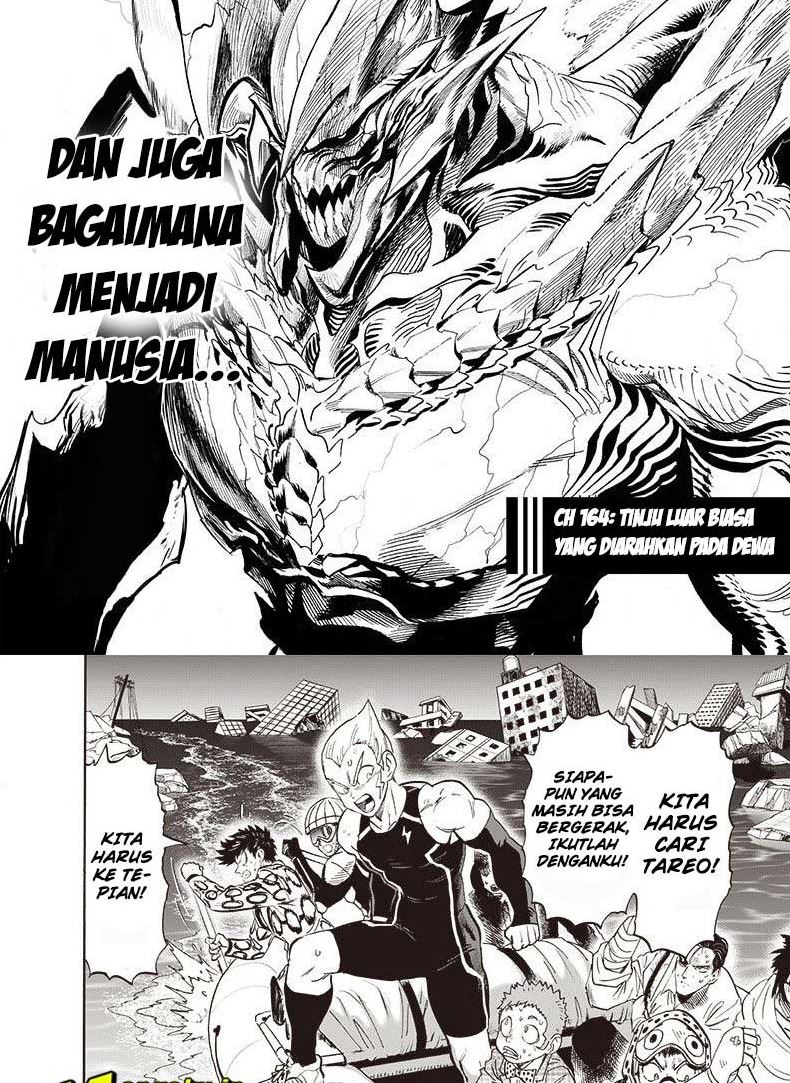 DAN JUGA
BAGAIMANA
MENJADI
MANUSIA...
CH 164: TINJU LUAR BIASA
YANG DIARAHKAN PADA DEWA
KITA
HARUS
CARI
TAREO!
SIAPA-
PUN YANG
MASIH BISA
BERGERAK,
IKUTLAH
DENGANKU!
KITA
HARUS
KE TE-
PIAN!